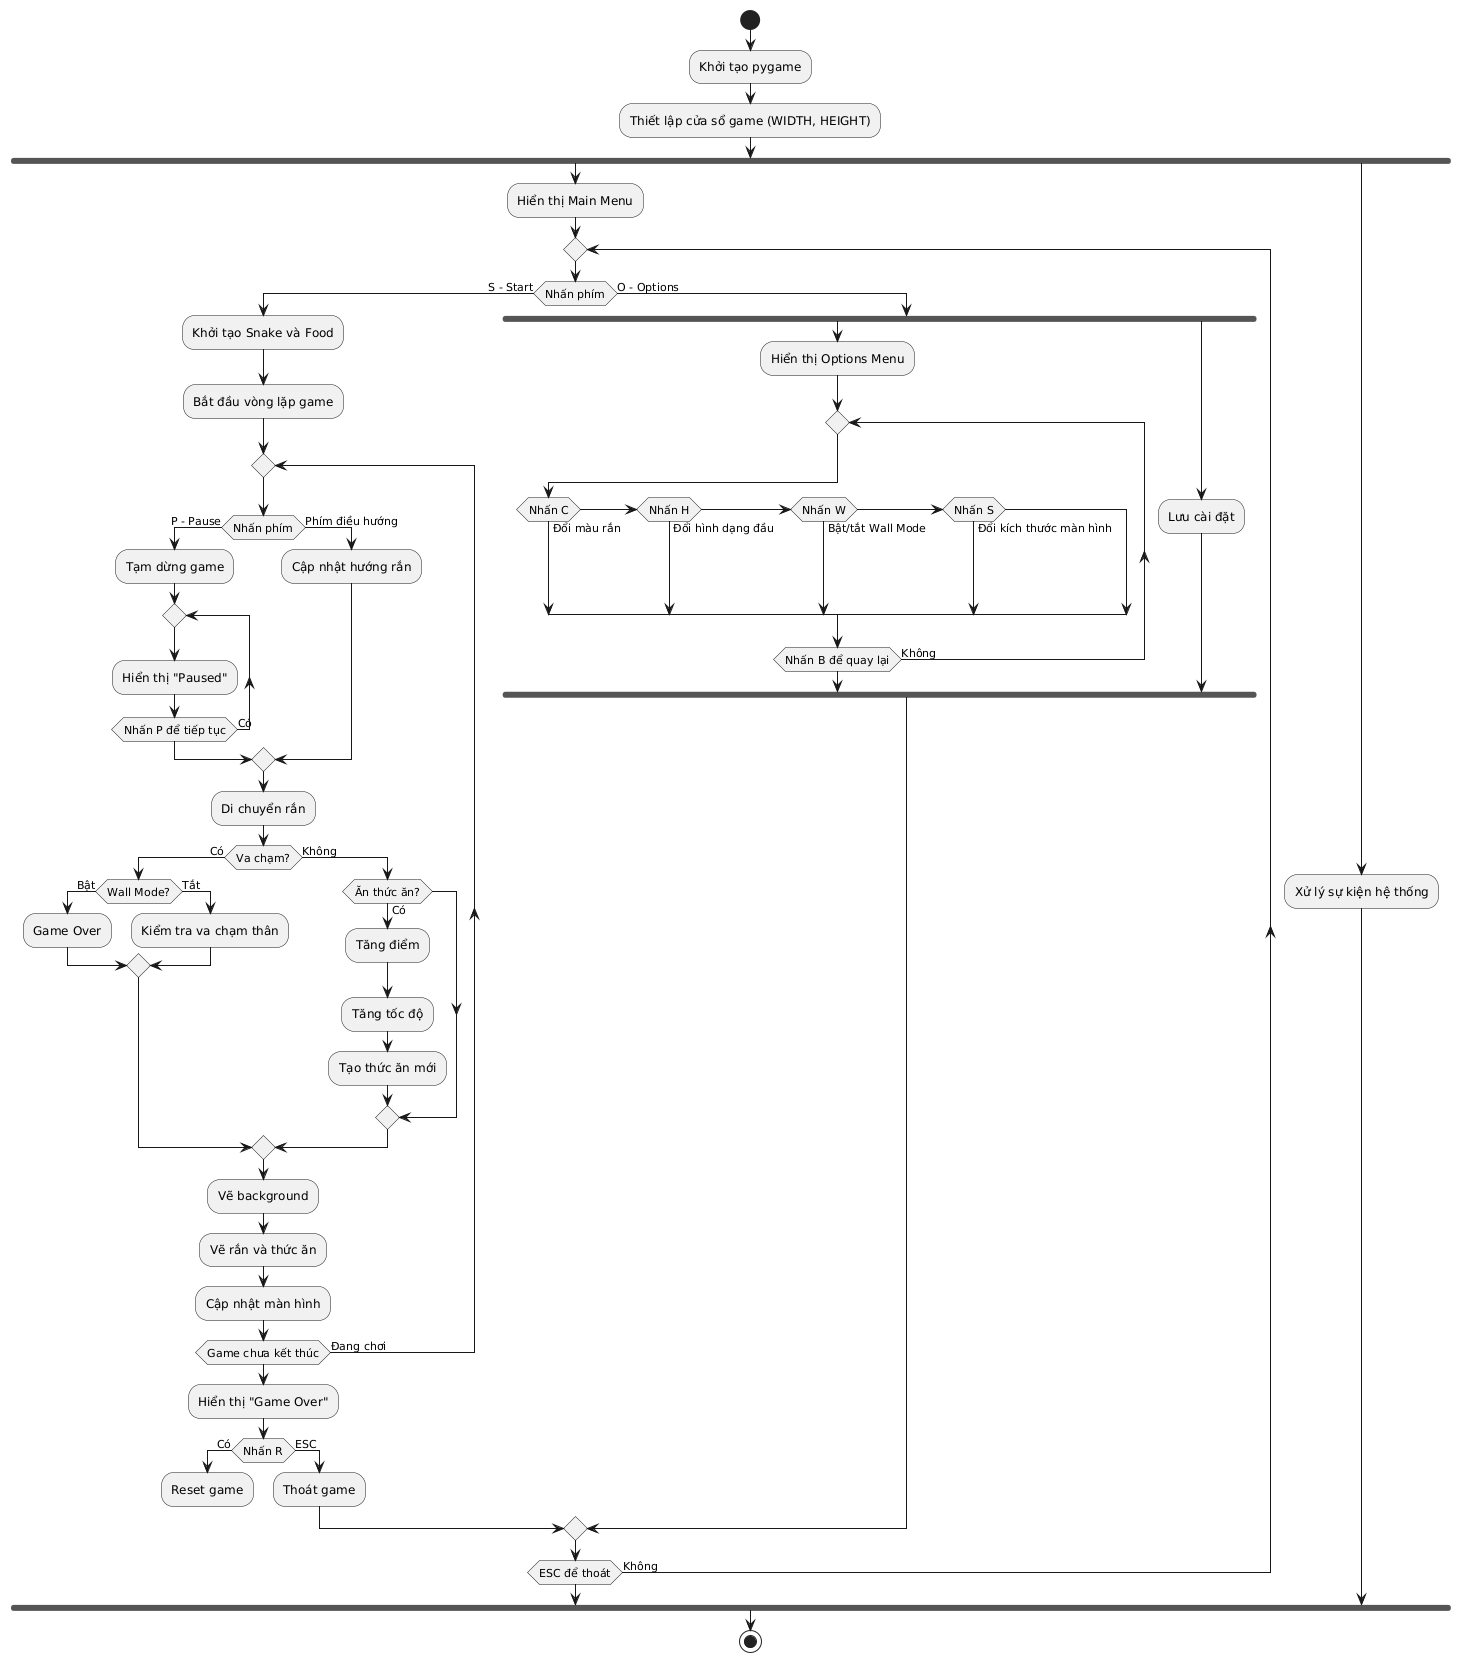 Khởi tạo pygame
Thiết lập cửa sổ game (WIDTH, HEIGHT)
Hiển thị Main Menu
Nhấn phím
S - Start
O - Options
Khởi tạo Snake và Food
Bắt đầu vòng lặp game
Nhấn phím
P - Pause
Phím điều hướng
Tạm dừng game
Cập nhật hướng rắn
Hiển thị "Paused"
Nhấn P để tiếp tục
Có
Di chuyển rắn
Va chạm?
Có
Không
Wall Mode?
Bật
Tắt
Game Over
Kiểm tra va chạm thân
Ăn thức ăn?
Có
Tăng điểm
Tăng tốc độ
Tạo thức ăn mới
Vẽ background
Vẽ rắn và thức ăn
Cập nhật màn hình
Game chưa kết thúc
Đang chơi
Hiển thị "Game Over"
Nhấn R
Có
ESC
Reset game
Thoát game
Hiển thị Options Menu
Nhấn C
Đổi màu rắn
Nhấn H
Đổi hình dạng đầu
Nhấn W
Bật/tắt Wall Mode
Nhấn S
Đổi kích thước màn hình
Nhấn B để quay lại
Không
Lưu cài đặt
ESC để thoát
Không
Xử lý sự kiện hệ thống